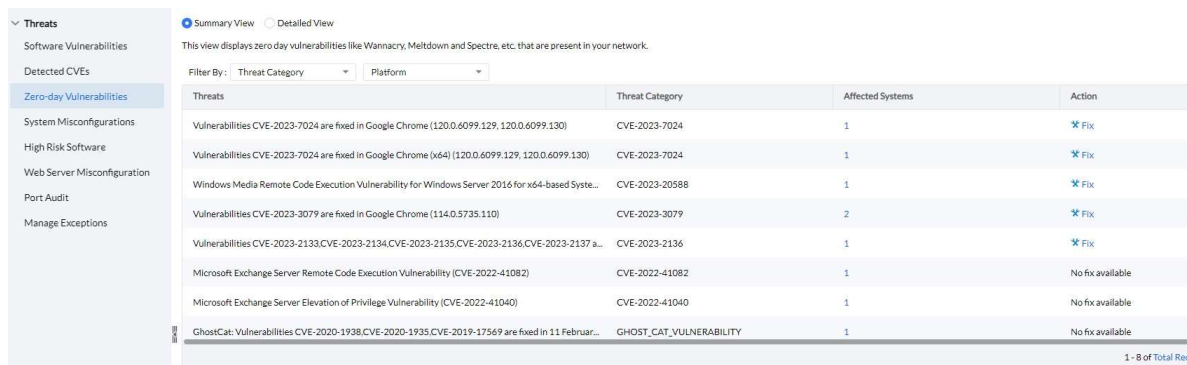 Threats
Software Vulnerabilities
Detected CVEs
Zero-day Vulnerabilities
System Misconfigurations
High Risk Software
Web Server Misconfiguration
Port Audit
Manage Exceptions
Summary View Detailed View
This view displays zero day vulnerabilities like Wannacry, Meltdown and Spectre, etc. that are present in your network.
Filter By : Threat Category Platform
Threats Threat Category Affected Systems Action
Vulnerabilities CVE-2023-7024 are fixed in Google Chrome (120.0.6099.129, 120.0.6099.130) CVE-2023-7024 1 Fix
Vulnerabilities CVE-2023-7024 are fixed in Google Chrome (x64) (120.0.6099.129, 120.0.6099.130) CVE-2023-7024 1 Fix
Windows Media Remote Code Execution Vulnerability for Windows Server 2016 for x64-based Syste... CVE-2023-20588 1 Fix
Vulnerabilities CVE-2023-3079 are fixed in Google Chrome (114.0.5735.110) CVE-2023-3079 2 Fix
Vulnerabilities CVE-2023-2133,CVE-2023-2134,CVE-2023-2135,CVE-2023-2136,CVE-2023-2137 a... CVE-2023-2136 1 Fix
Microsoft Exchange Server Remote Code Execution Vulnerability (CVE-2022-41082) CVE-2022-41082 1 No fix available
Microsoft Exchange Server Elevation of Privilege Vulnerability (CVE-2022-41040) CVE-2022-41040 1 No fix available
GhostCat: Vulnerabilities CVE-2020-1938,CVE-2020-1935,CVE-2019-17569 are fixed in 11 Februar... GHOST_CAT_VULNERABILITY 1 No fix available
1 - 8 of Total Rec